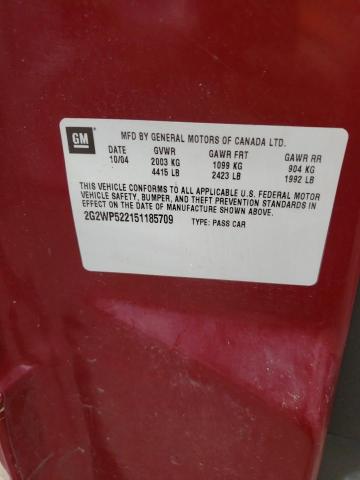 GM MFD BY GENERAL MOTORS OF CANADA LTD.
DATE GVWR GAWR FRT GAWR RR
10/04 2003 KG 1099 KG 904 KG
4415 LB 2423 LB 1992 LB
THIS VEHICLE CONFORMS TO ALL APPLICABLE U.S. FEDERAL MOTOR
VEHICLE SAFETY, BUMPER, AND THEFT PREVENTION STANDARDS IN
EFFECT ON THE DATE OF MANUFACTURE SHOWN ABOVE.
2G2WP522151185709 TYPE: PASS CAR